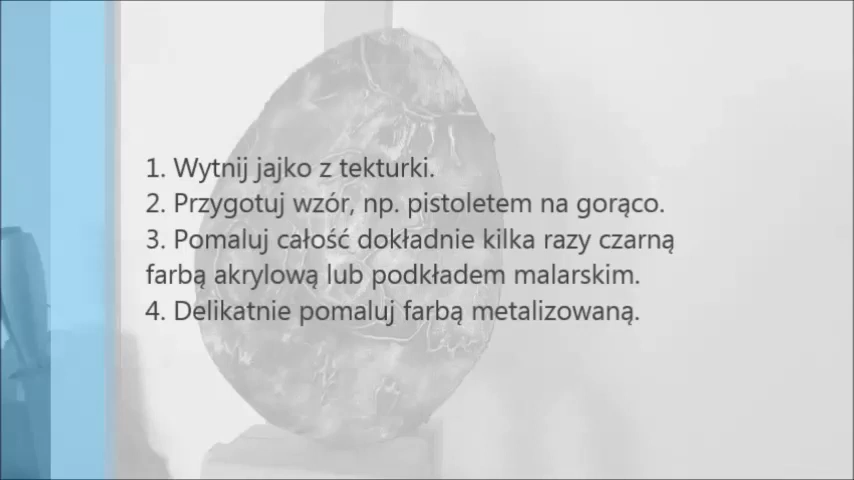 1. Wytnij jajko z tekturki.
2. Przygotuj wzór, np. pistoletem na gorąco.
3. Pomaluj całość dokładnie kilka razy czarną
farbą akrylową lub podkładem malarskim.
4. Delikatnie pomaluj farbą metalizowaną.